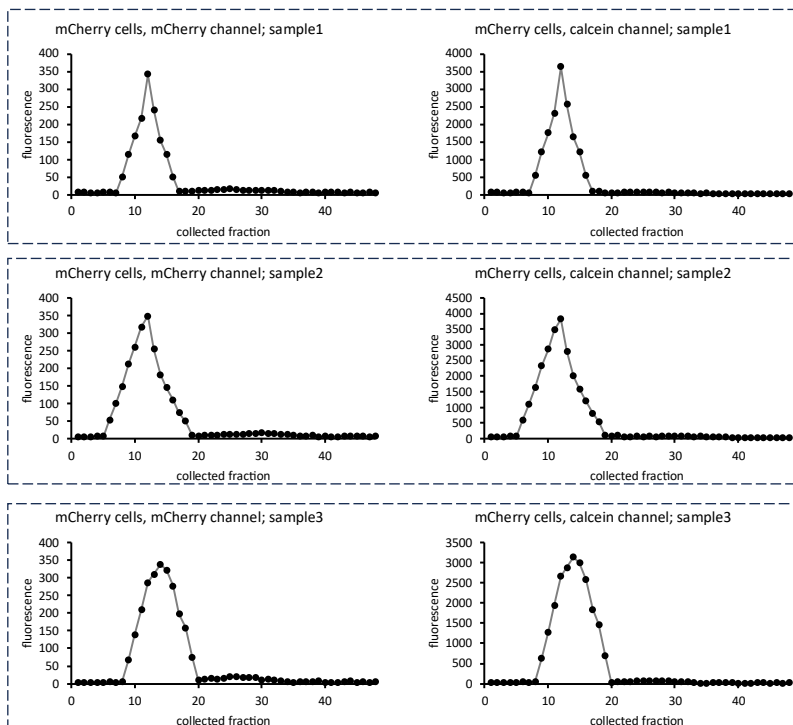 mCherry cells, mCherry channel; sample1
400
350
300
250
200
150
100
50
0
fluorescence
0 10 20 30 40
collected fraction
mCherry cells, calcein channel; sample1
4000
3500
3000
2500
2000
1500
1000
500
0
fluorescence
0 10 20 30 40
collected fraction
mCherry cells, mCherry channel; sample2
400
350
300
250
200
150
100
50
0
fluorescence
0 10 20 30 40
collected fraction
mCherry cells, calcein channel; sample2
4500
4000
3500
3000
2500
2000
1500
1000
500
0
fluorescence
0 10 20 30 40
collected fraction
mCherry cells, mCherry channel; sample3
400
350
300
250
200
150
100
50
0
fluorescence
0 10 20 30 40
collected fraction
mCherry cells, calcein channel; sample3
3500
3000
2500
2000
1500
1000
500
0
fluorescence
0 10 20 30 40
collected fraction